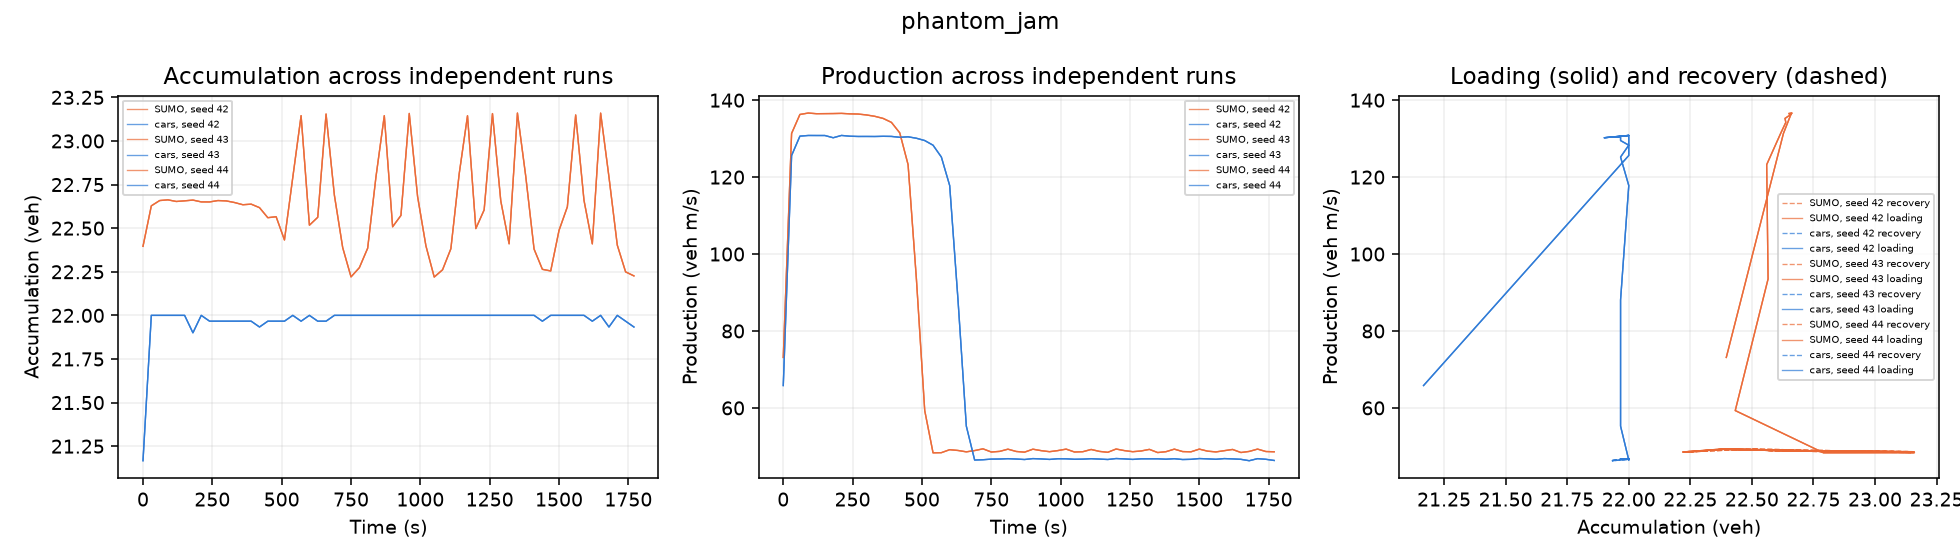 phantom_jam
Accumulation across independent runs
Accumulation (veh)
23.25
23.00
22.75
22.50
22.25
22.00
21.75
21.50
21.25
SUMO, seed 42
cars, seed 42
SUMO, seed 43
cars, seed 43
SUMO, seed 44
cars, seed 44
0 250 500 750 1000 1250 1500 1750
Time (s)
Production across independent runs
Production (veh m/s)
140
120
100
80
60
SUMO, seed 42
cars, seed 42
SUMO, seed 43
cars, seed 43
SUMO, seed 44
cars, seed 44
0 250 500 750 1000 1250 1500 1750
Time (s)
Loading (solid) and recovery (dashed)
Production (veh m/s)
140
120
100
80
60
SUMO, seed 42 recovery
SUMO, seed 42 loading
cars, seed 42 recovery
cars, seed 42 loading
SUMO, seed 43 recovery
SUMO, seed 43 loading
cars, seed 43 recovery
cars, seed 43 loading
SUMO, seed 44 recovery
SUMO, seed 44 loading
cars, seed 44 recovery
cars, seed 44 loading
21.25 21.50 21.75 22.00 22.25 22.50 22.75 23.00 23.25
Accumulation (veh)